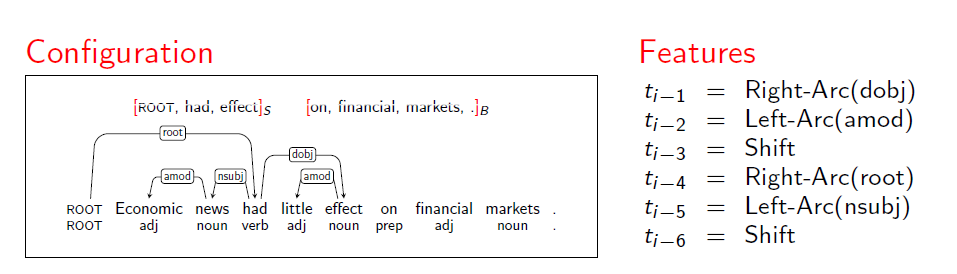 Configuration
[ROOT, had, effect]S [on, financial, markets, .]B
root
dobj
amod nsubj amod
ROOT Economic news had little effect on financial markets .
ROOT adj noun verb adj noun prep adj noun .
Features
ti−1 = Right-Arc(dobj)
ti−2 = Left-Arc(amod)
ti−3 = Shift
ti−4 = Right-Arc(root)
ti−5 = Left-Arc(nsubj)
ti−6 = Shift